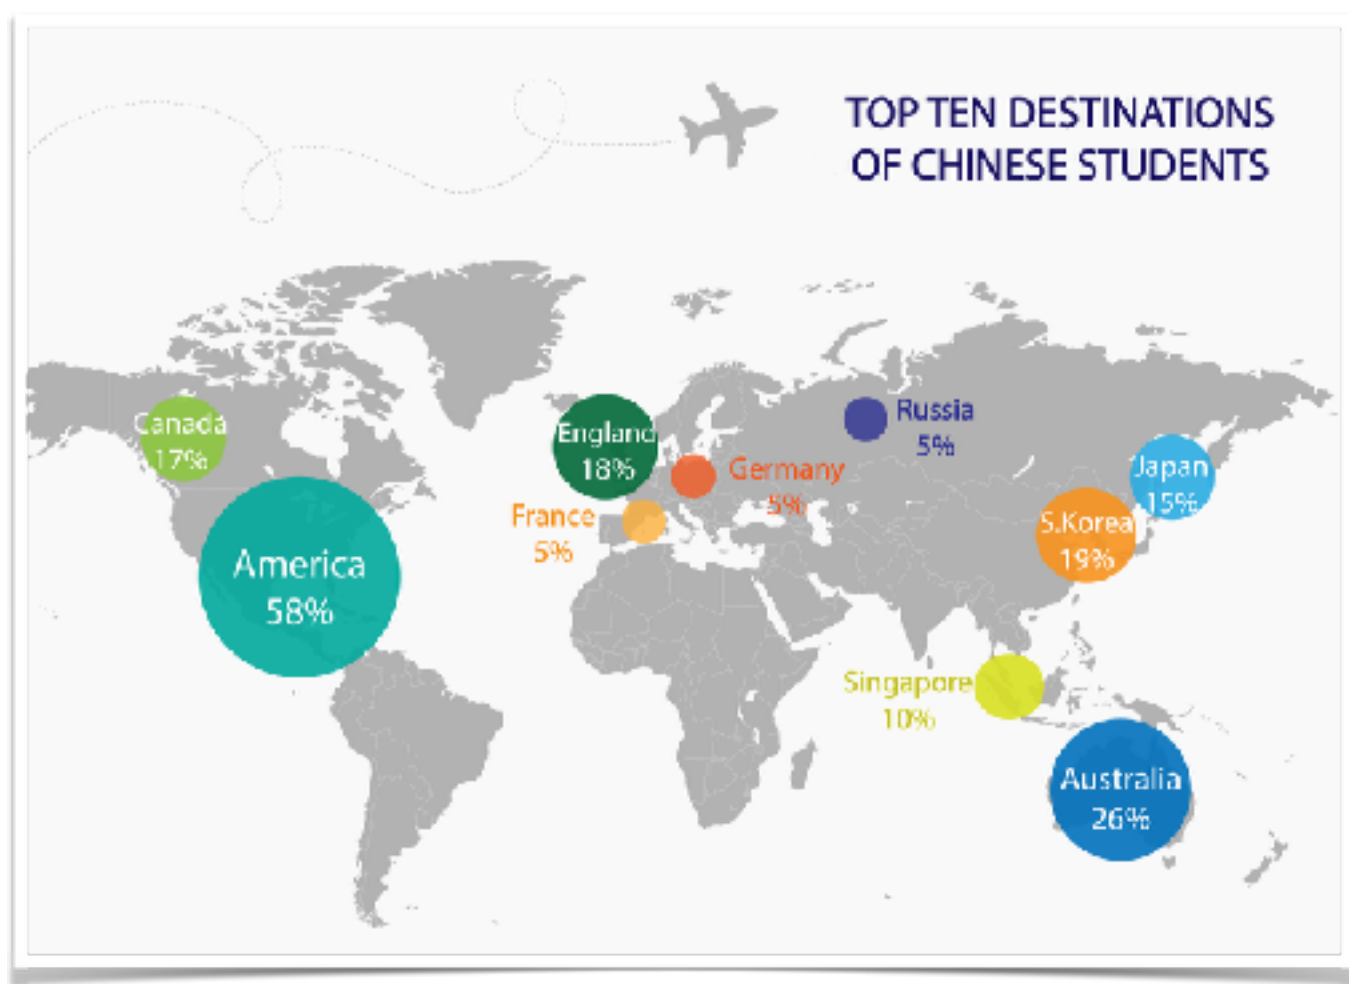 TOP TEN DESTINATIONS
OF CHINESE STUDENTS
Canada
17%
America
58%
England
18%
France
5%
Germany
5%
Russia
5%
Japan
15%
S.Korea
19%
Singapore
10%
Australia
26%